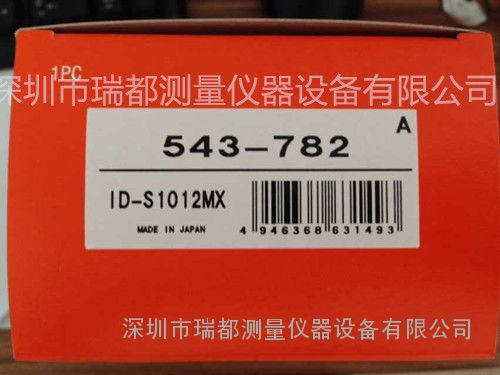 1PC
深圳市瑞都测量仪器设备有限公司
A
543-782
ID-S1012MX
MADE IN JAPAN
4 946368 631493
深圳市瑞都测量仪器设备有限公司